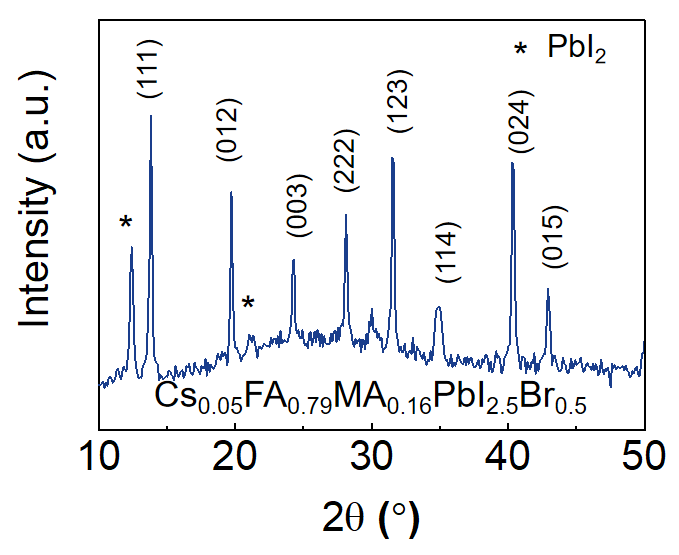 * PbI₂
(111)
(012)
(003)
(222)
(123)
(114)
(024)
(015)
*
*
Intensity (a.u.)
Cs₀.₀₅FA₀.₇₉MA₀.₁₆PbI₂.₅Br₀.₅
10 20 30 40 50
2θ (°)